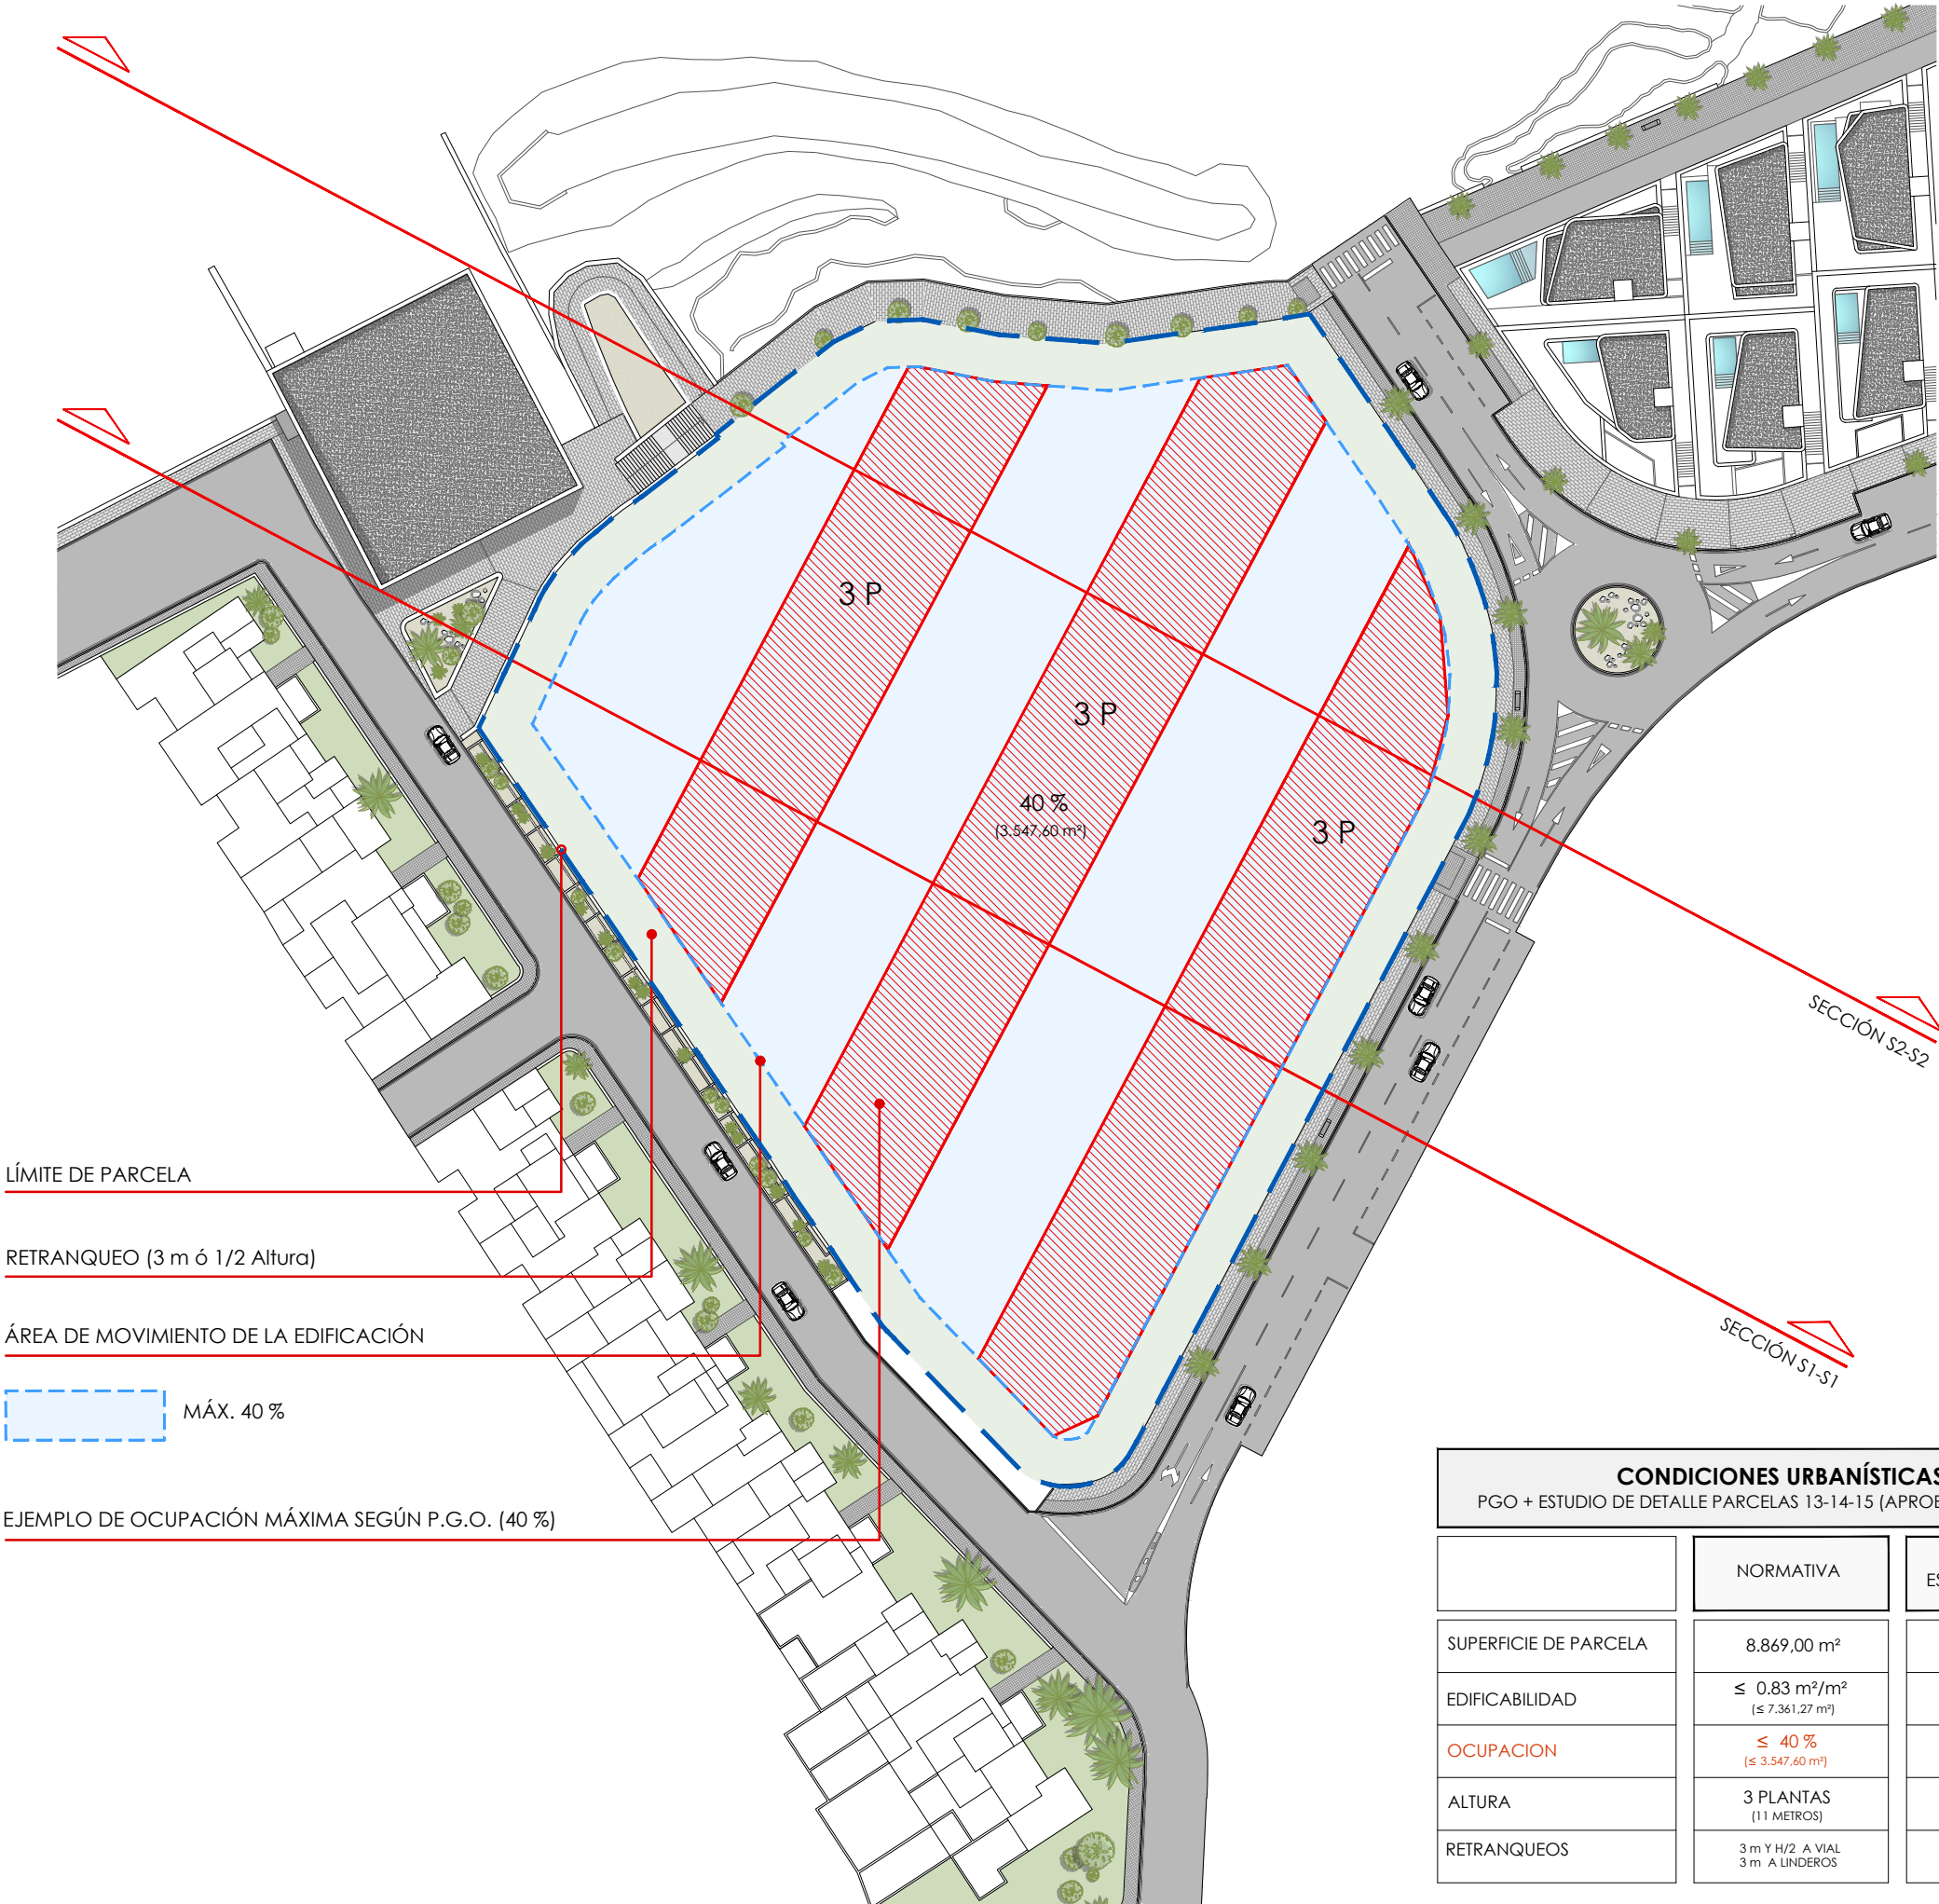 3 P
3 P
40 %
(3.547,60 m²)
3 P
SECCIÓN S2-S2
SECCIÓN S1-S1
LÍMITE DE PARCELA
RETRANQUEO (3 m ó 1/2 Altura)
ÁREA DE MOVIMIENTO DE LA EDIFICACIÓN
MÁX. 40 %
EJEMPLO DE OCUPACIÓN MÁXIMA SEGÚN P.G.O. (40 %)
CONDICIONES URBANÍSTICAS
PGO + ESTUDIO DE DETALLE PARCELAS 13-14-15
NORMATIVA
SUPERFICIE DE PARCELA 8.869,00 m²
EDIFICABILIDAD ≤ 0.83 m²/m²
(≤ 7.361,27 m²)
OCUPACION ≤ 40 %
(≤ 3.547,60 m²)
ALTURA 3 PLANTAS
(11 METROS)
RETRANQUEOS 3 m Y H/2 A VIAL
3 m A LINDEROS